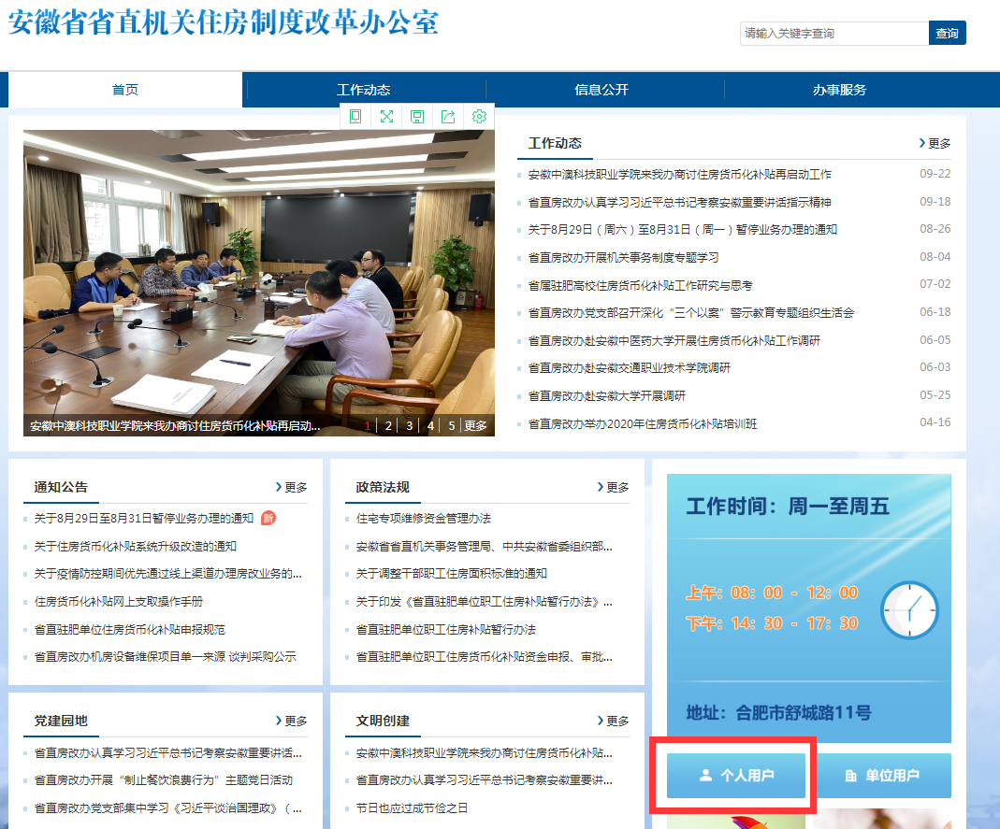 安徽省省直机关住房制度改革办公室
请输入关键字查询
查询
首页
工作动态
信息公开
办事服务
安徽中澳科技职业学院来我办商讨住房货币化补贴再启动...
1 2 3 4 5 更多
工作动态
更多
安徽中澳科技职业学院来我办商讨住房货币化补贴再启动工作 09-22
省直房改办认真学习习近平总书记考察安徽重要讲话指示精神 09-18
关于8月29日（周六）至8月31日（周一）暂停业务办理的通知 08-26
省直房改办开展机关事务制度专题学习 08-04
省属驻肥高校住房货币化补贴工作研究与思考 07-02
省直房改办党支部召开深化“三个以案”警示教育专题组织生活会 06-18
省直房改办赴安徽中医药大学开展住房货币化补贴工作调研 06-05
省直房改办赴安徽交通职业技术学院调研 06-03
省直房改办赴安徽大学开展调研 05-25
省直房改办举办2020年住房货币化补贴培训班 04-16
通知公告
更多
关于8月29日至8月31日暂停业务办理的通知 新
关于住房货币化补贴系统升级改造的通知
关于疫情防控期间优先通过线上渠道办理房改业务的...
住房货币化补贴网上支取操作手册
省直驻肥单位住房货币化补贴申报规范
省直房改办机房设备维保项目单一来源 谈判采购公示
政策法规
更多
住宅专项维修资金管理办法
安徽省省直机关事务管理局、中共安徽省委组织部...
关于调整干部职工住房面积标准的通知
关于印发《省直驻肥单位职工住房补贴暂行办法》...
省直驻肥单位职工住房补贴暂行办法
省直驻肥单位职工住房货币化补贴资金申报、审批...
工作时间：周一至周五
上午：08：00 - 12：00
下午：14：30 - 17：30
地址：合肥市舒城路11号
党建园地
更多
省直房改办认真学习习近平总书记考察安徽重要讲话...
省直房改办开展“制止餐饮浪费行为”主题党日活动
省直房改办党支部集中学习《习近平谈治国理政》（...
文明创建
更多
安徽中澳科技职业学院来我办商讨住房货币化补贴...
省直房改办认真学习习近平总书记考察安徽重要讲...
节日也应过成节俭之日
个人用户
单位用户